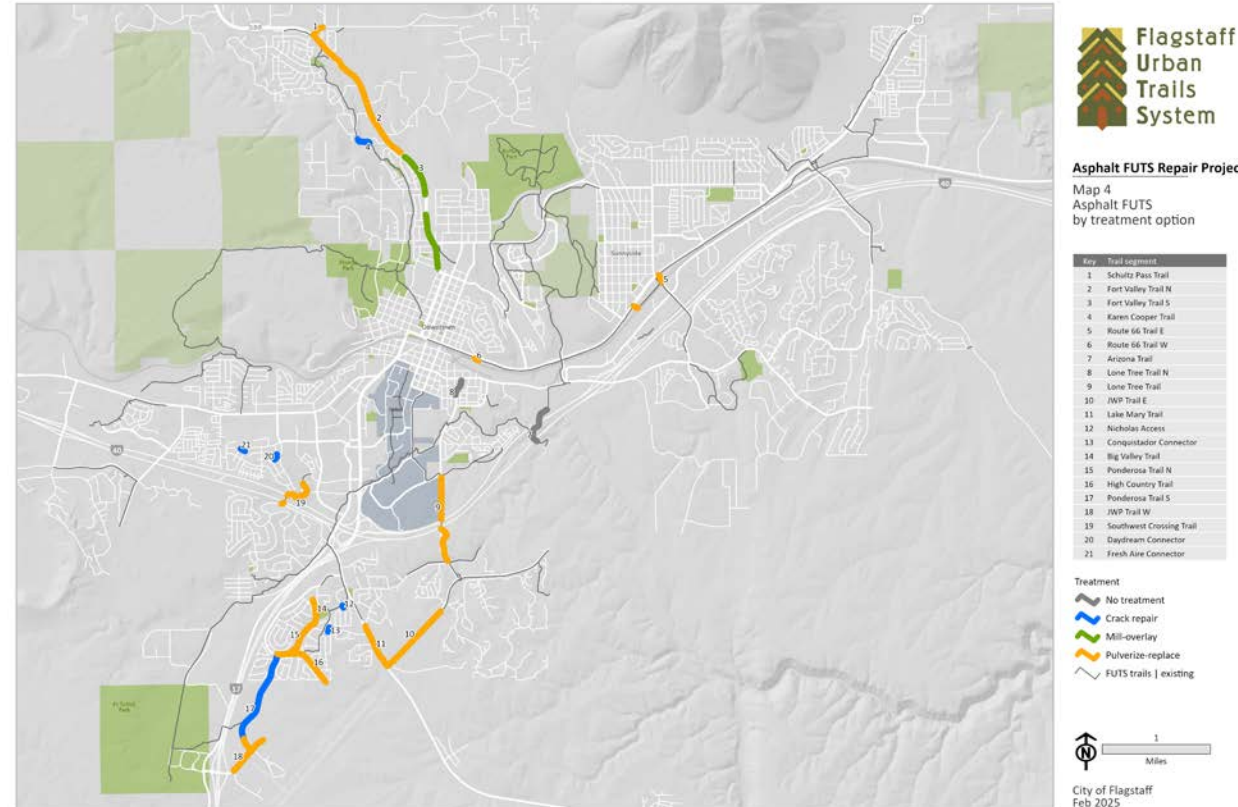 Flagstaff
Urban
Trails
System
Asphalt FUTS Repair Projec
Map 4
Asphalt FUTS
by treatment option
Key Trail segment
1 Schultz Pass Trail
2 Fort Valley Trail N
3 Fort Valley Trail S
4 Karen Cooper Trail
5 Route 66 Trail E
6 Route 66 Trail W
7 Arizona Trail
8 Lone Tree Trail N
9 Lone Tree Trail
10 JWP Trail E
11 Lake Mary Trail
12 Nicholas Access
13 Conquistador Connector
14 Big Valley Trail
15 Ponderosa Trail N
16 High Country Trail
17 Ponderosa Trail S
18 JWP Trail W
19 Southwest Crossing Trail
20 Daydream Connector
21 Fresh Aire Connector
Treatment
No treatment
Crack repair
Mill-overlay
Pulverize-replace
FUTS trails | existing
1
Miles
City of Flagstaff
Feb 2025
1
2
3
4
Sunnyside
5
Downtown
6
8
40
21
20
19
9
12
14
13
15
10
11
16
17
17
18